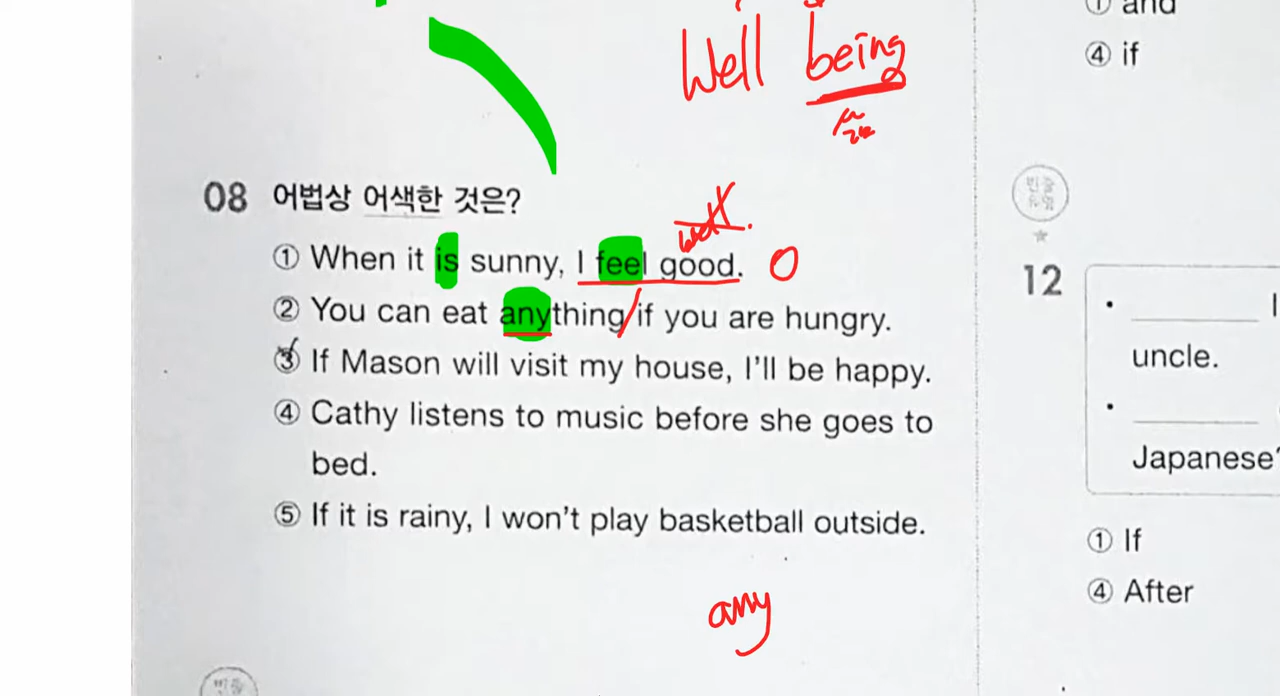 Well being
08 어법상 어색한 것은?
① When it is sunny, I feel good. O
② You can eat anything/if you are hungry.
③ If Mason will visit my house, I'll be happy.
④ Cathy listens to music before she goes to
bed.
⑤ If it is rainy, I won't play basketball outside.
any
① and
④ if
12
uncle.
Japanese?
① If
④ After